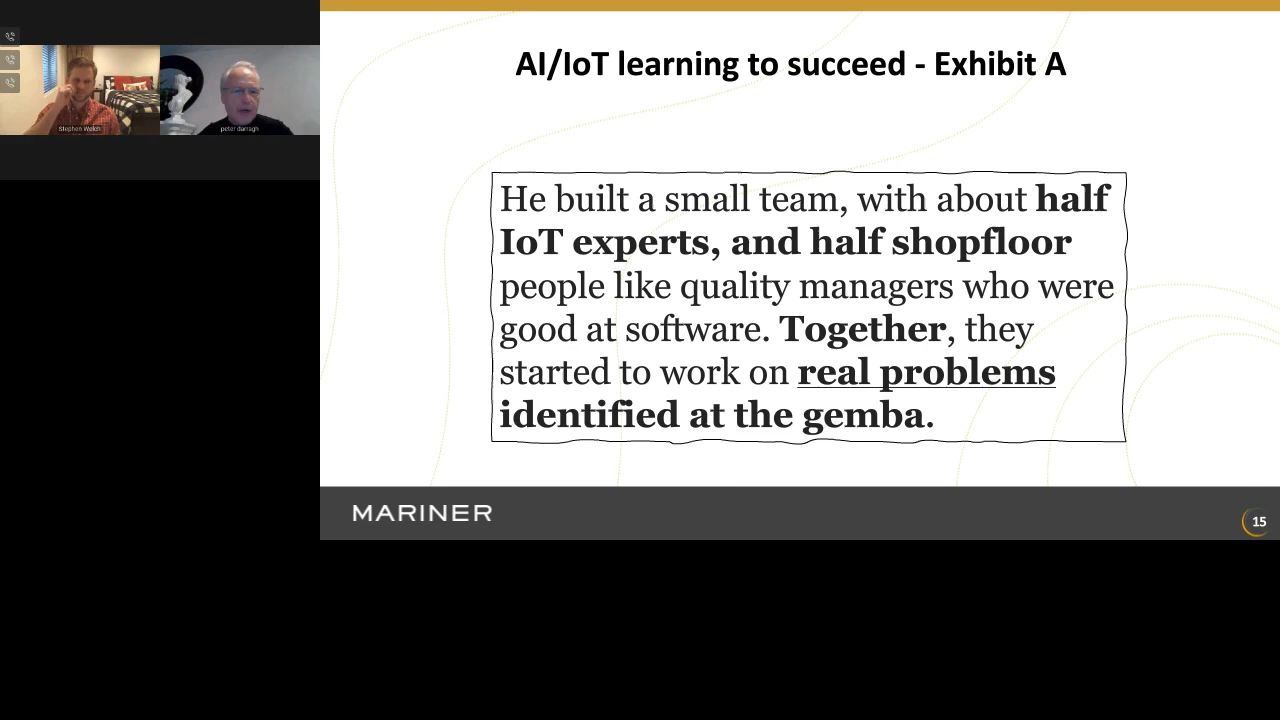 Stephen Welch
peter darragh
AI/IoT learning to succeed - Exhibit A
He built a small team, with about half
IoT experts, and half shopfloor
people like quality managers who were
good at software. Together, they
started to work on real problems
identified at the gemba.
MARINER
15